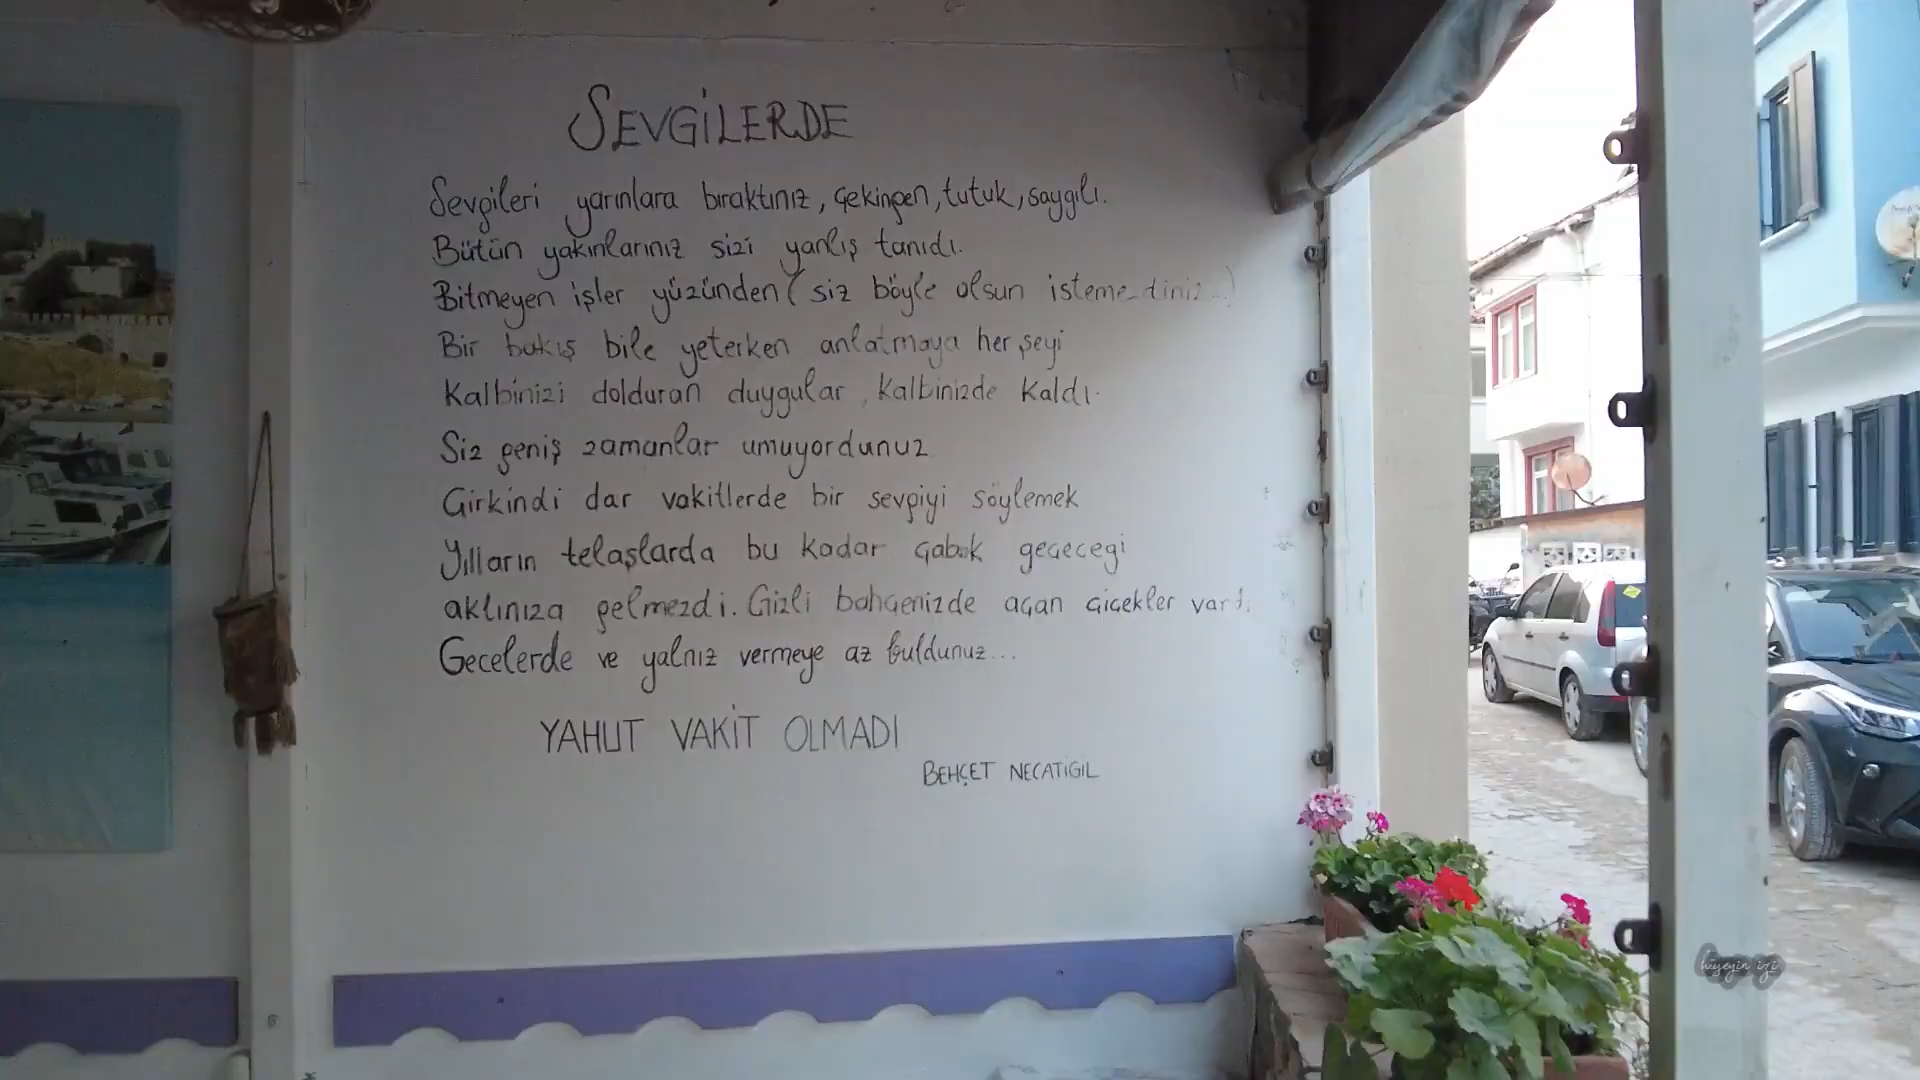 SEVGİLERDE
Sevgileri yarınlara bıraktınız, çekingen, tutuk, saygılı.
Bütün yakınlarınız sizi yanlış tanıdı.
Bitmeyen işler yüzünden (siz böyle olsun istemediniz...)
Bir bakış bile yeterken anlatmaya her şeyi
Kalbinizi dolduran duygular, kalbinizde kaldı.
Siz geniş zamanlar umuyordunuz
Çirkindi dar vakitlerde bir sevgiyi söylemek
Yılların telaşlarda bu kadar çabuk geçeceği
aklınıza gelmezdi. Gizli bahçenizde açan çiçekler vardı.
Gecelerde ve yalnız vermeye az buldunuz...
YAHUT VAKİT OLMADI
BEHÇET NECATİGİL
hüseyin izi